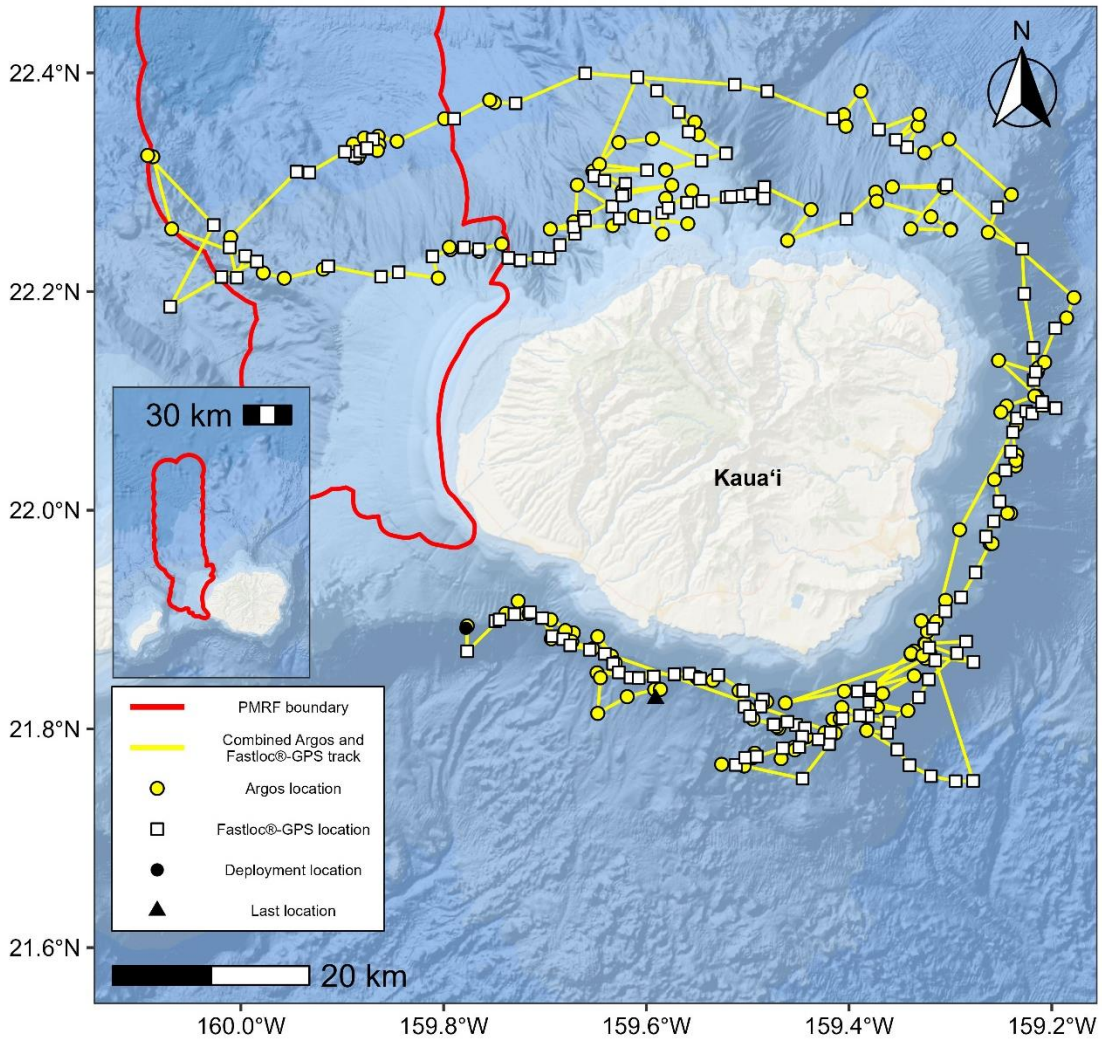 N
22.4°N
22.2°N
22.0°N
21.8°N
21.6°N
Kauaʻi
30 km
PMRF boundary
Combined Argos and
Fastloc®-GPS track
Argos location
Fastloc®-GPS location
Deployment location
Last location
20 km
160.0°W
159.8°W
159.6°W
159.4°W
159.2°W